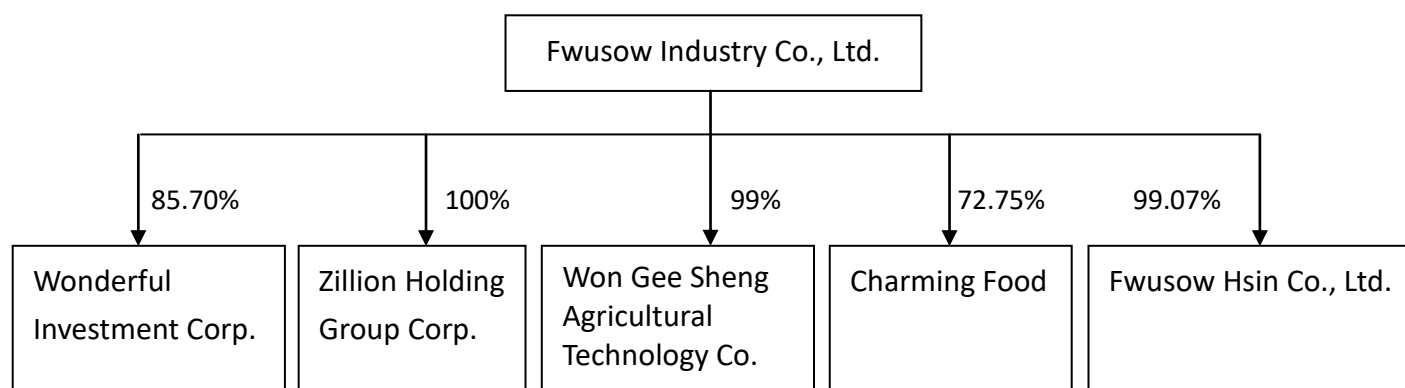 Fwusow Industry Co., Ltd.
85.70%
100%
99%
72.75%
99.07%
Wonderful
Investment Corp.
Zillion Holding
Group Corp.
Won Gee Sheng
Agricultural
Technology Co.
Charming Food
Fwusow Hsin Co., Ltd.